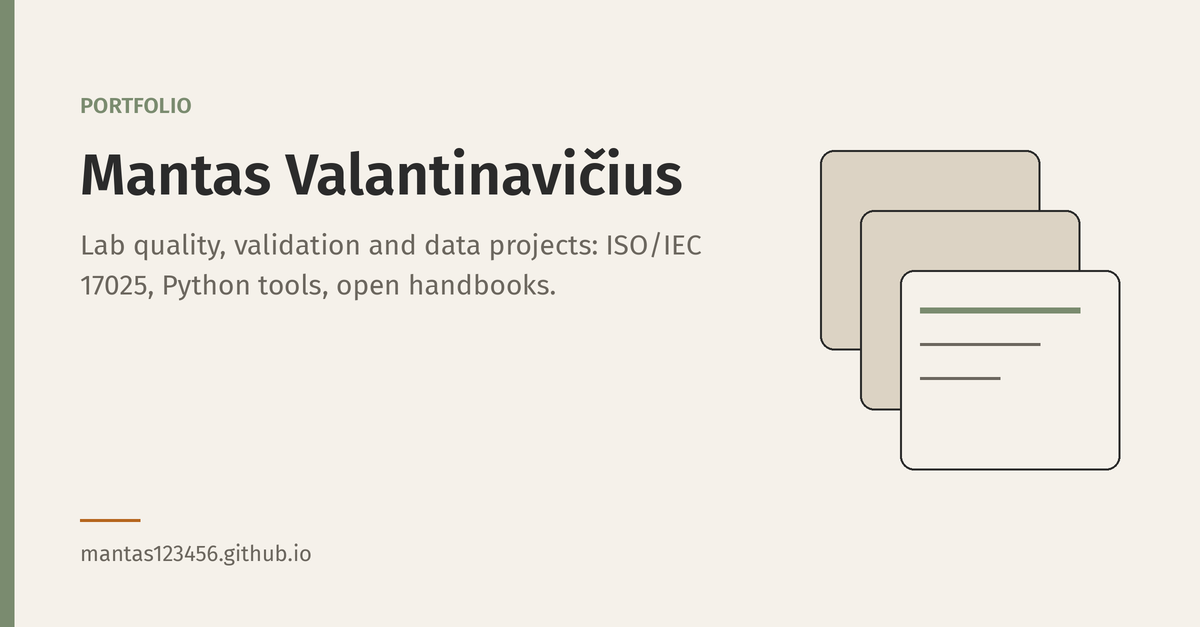 PORTFOLIO
Mantas Valantinavičius
Lab quality, validation and data projects: ISO/IEC
17025, Python tools, open handbooks.
mantas123456.github.io